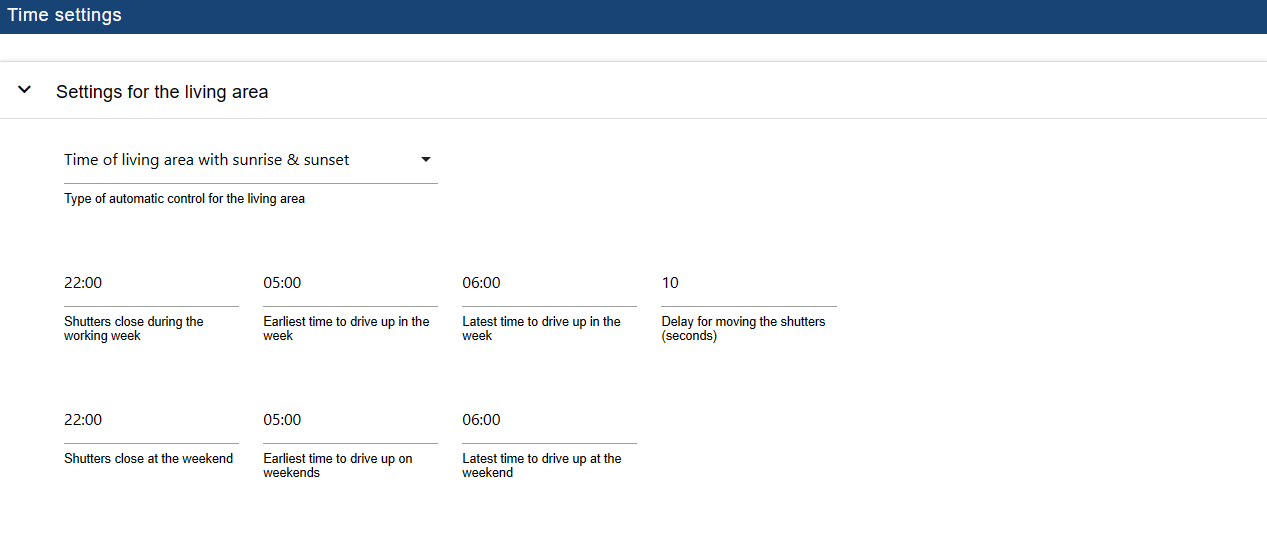 Time settings
Settings for the living area
Time of living area with sunrise & sunset
Type of automatic control for the living area
22:00
Shutters close during the
working week
05:00
Earliest time to drive up in the
week
06:00
Latest time to drive up in the
week
10
Delay for moving the shutters
(seconds)
22:00
Shutters close at the weekend
05:00
Earliest time to drive up on
weekends
06:00
Latest time to drive up at the
weekend